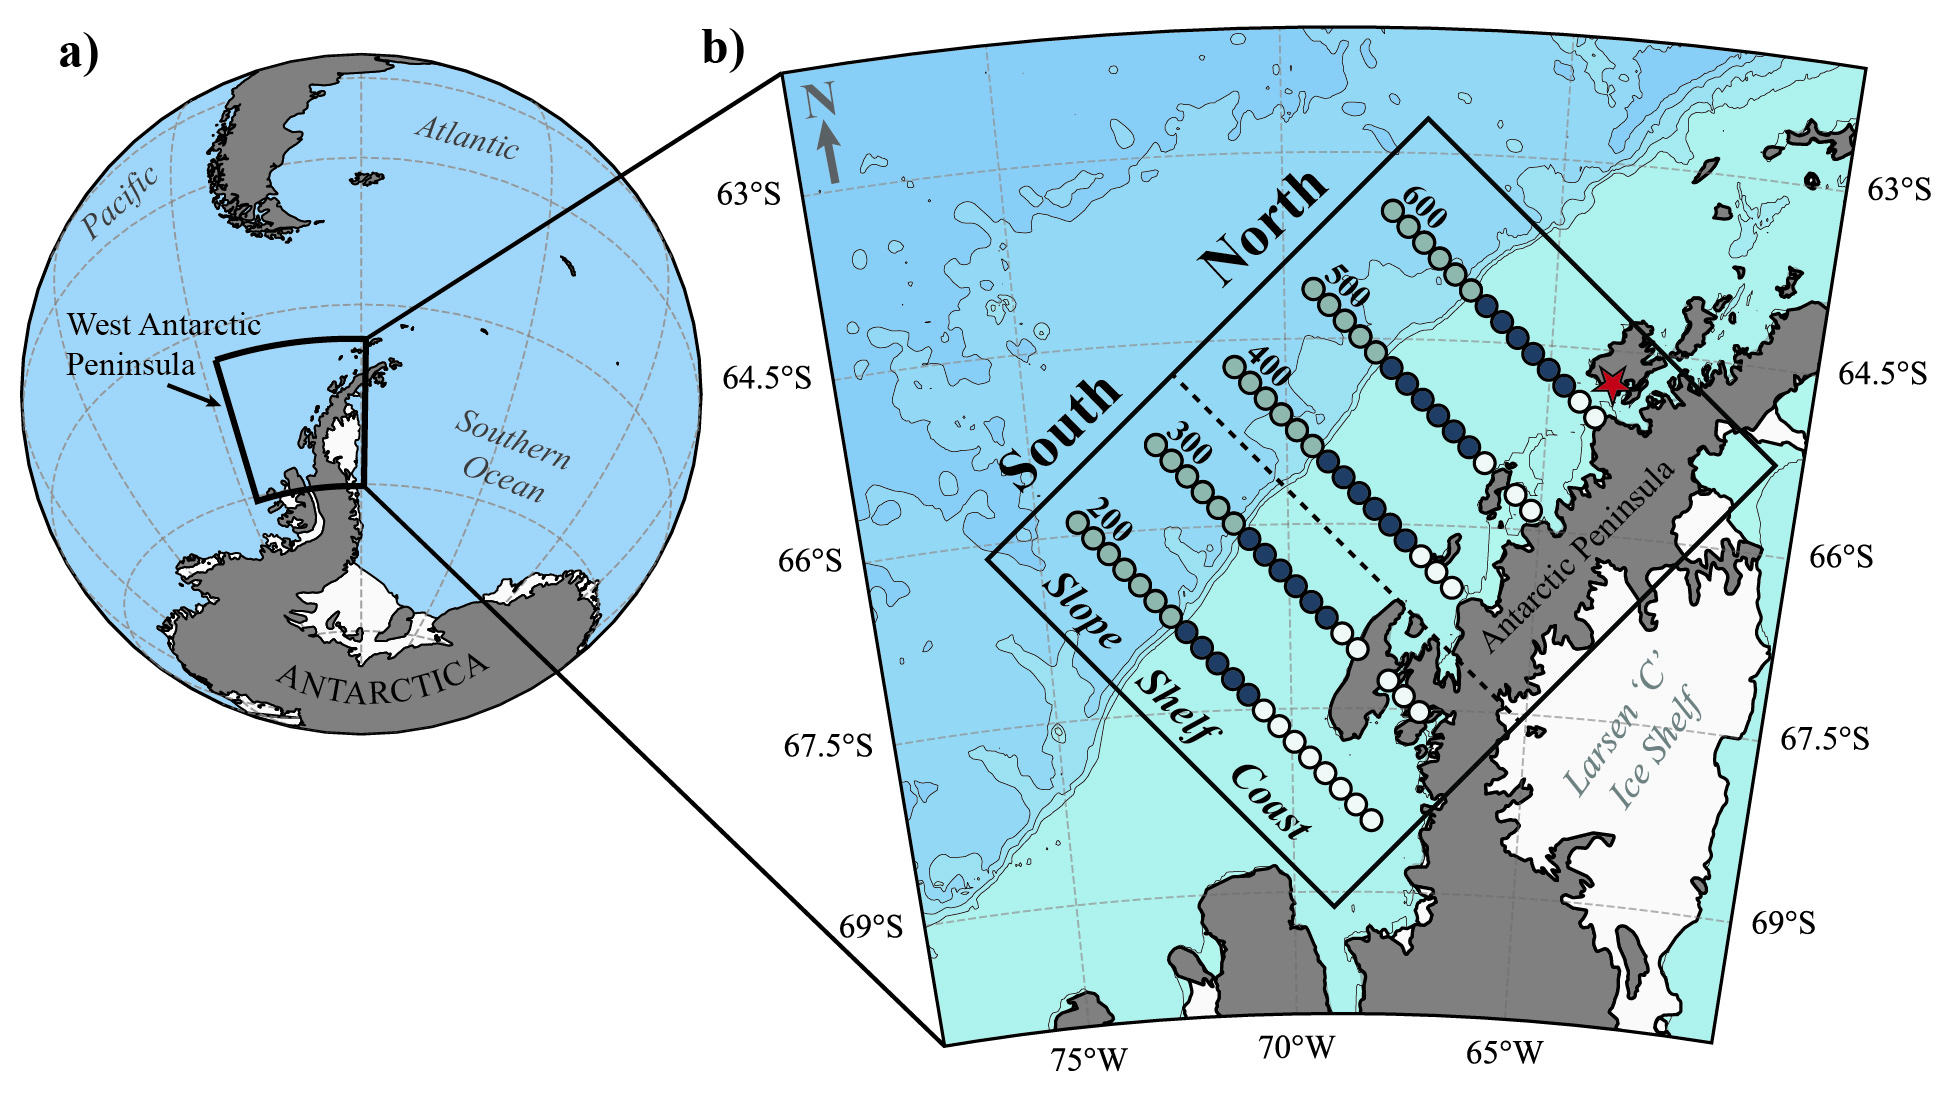 a)
Pacific
Atlantic
West Antarctic
Peninsula
Southern
Ocean
ANTARCTICA
b)
N
North
South
600
500
400
300
200
Slope
Shelf
Coast
Antarctic Peninsula
Larsen ‘C’
Ice Shelf
63°S
64.5°S
66°S
67.5°S
69°S
63°S
64.5°S
66°S
67.5°S
69°S
75°W
70°W
65°W